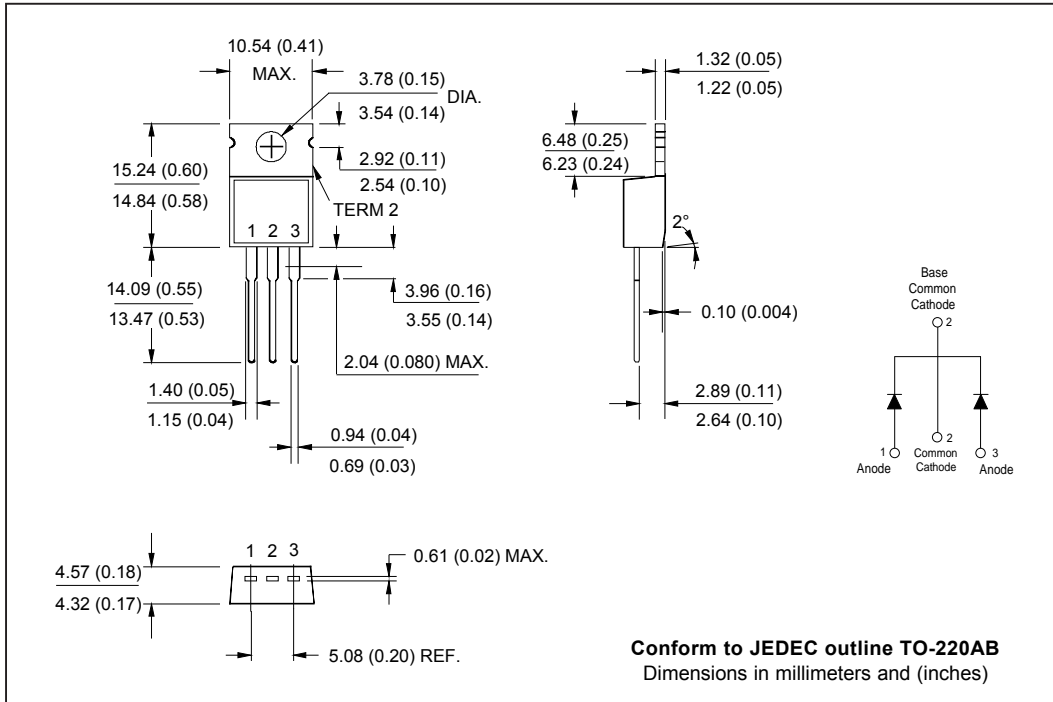 10.54 (0.41)
MAX.
3.78 (0.15)
3.54 (0.14)
DIA.
2.92 (0.11)
2.54 (0.10)
TERM 2
15.24 (0.60)
14.84 (0.58)
1 2 3
14.09 (0.55)
13.47 (0.53)
3.96 (0.16)
3.55 (0.14)
2.04 (0.080) MAX.
1.40 (0.05)
1.15 (0.04)
0.94 (0.04)
0.69 (0.03)
1.32 (0.05)
1.22 (0.05)
6.48 (0.25)
6.23 (0.24)
2°
0.10 (0.004)
2.89 (0.11)
2.64 (0.10)
Base
Common
Cathode
2
1
Anode
2
Common
Cathode
3
Anode
1 2 3
4.57 (0.18)
4.32 (0.17)
0.61 (0.02) MAX.
5.08 (0.20) REF.
Conform to JEDEC outline TO-220AB
Dimensions in millimeters and (inches)